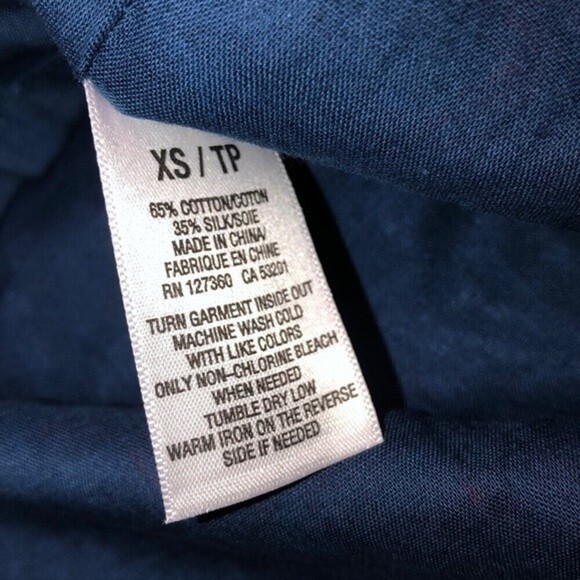 XS / TP
65% COTTON/COTON
35% SILK/SOIE
MADE IN CHINA/
FABRIQUE EN CHINE
RN 127360 CA 53201
TURN GARMENT INSIDE OUT
MACHINE WASH COLD
WITH LIKE COLORS
ONLY NON-CHLORINE BLEACH
WHEN NEEDED
TUMBLE DRY LOW
WARM IRON ON THE REVERSE
SIDE IF NEEDED